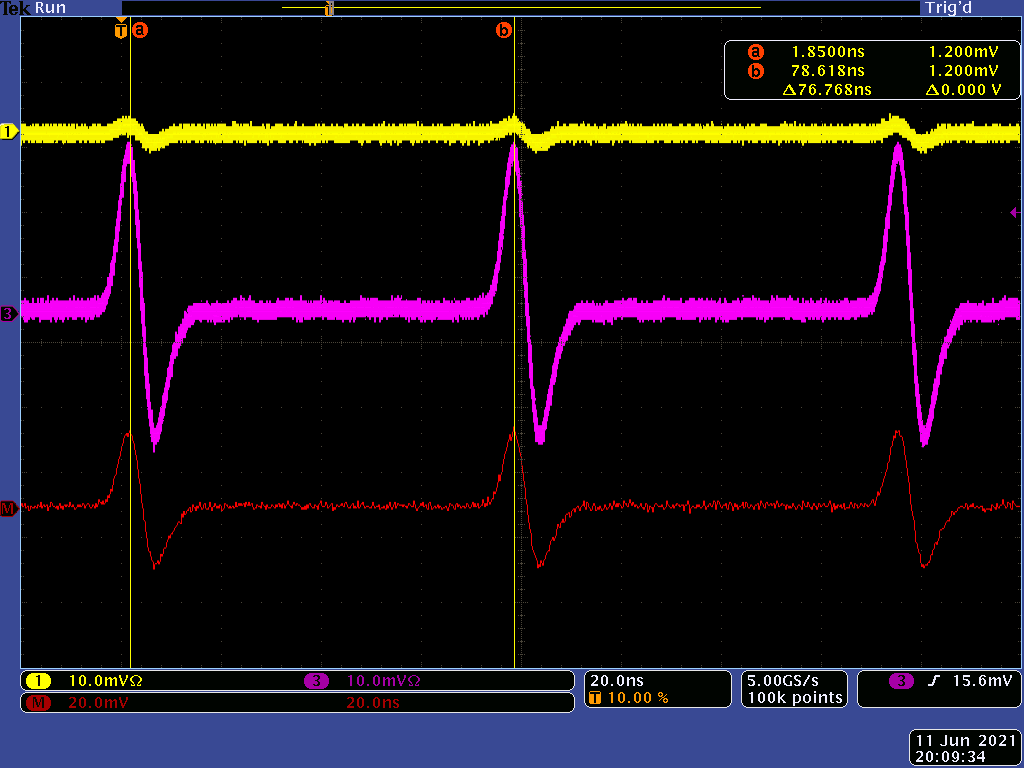 Tek Run Trig'd
T a b
a 1.8500ns 1.200mV
b 78.618ns 1.200mV
Δ76.768ns Δ0.000 V
1
3
M
1 10.0mVΩ 3 10.0mVΩ
M 20.0mV 20.0ns
20.0ns
T 10.00 %
5.00GS/s
100k points
3 15.6mV
11 Jun 2021
20:09:34